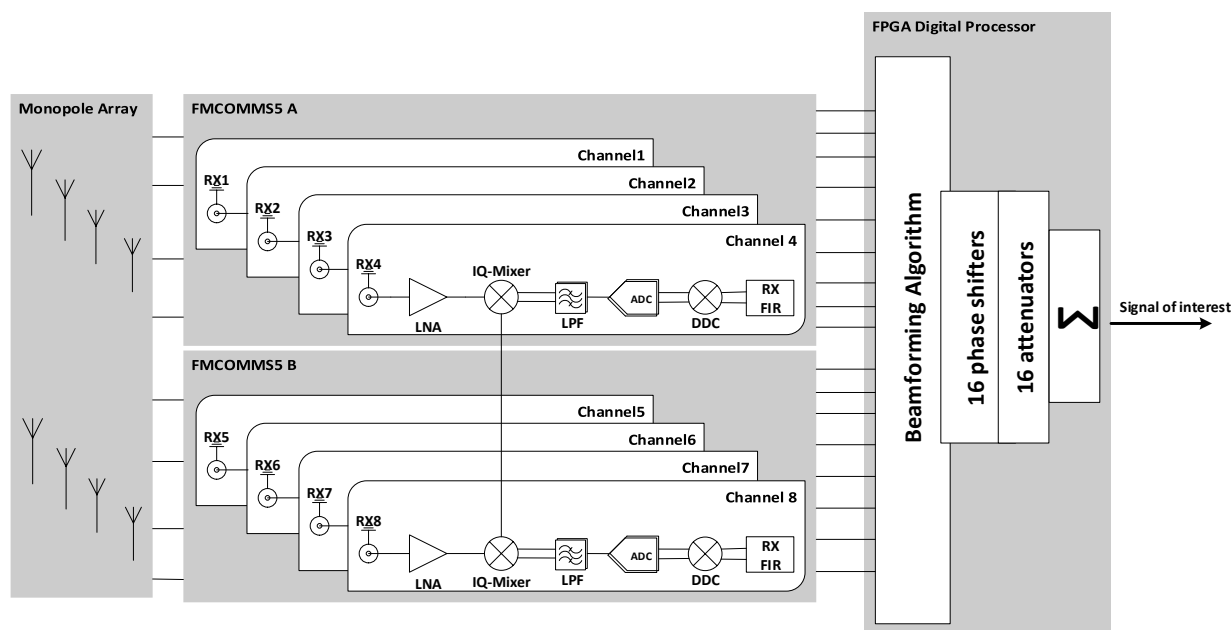 FPGA Digital Processor
Monopole Array
FMCOMMS5 A
Channel1
RX1
Channel2
RX2
Channel3
RX3
Channel 4
RX4
LNA
IQ-Mixer
LPF
ADC
DDC
RX
FIR
FMCOMMS5 B
Channel5
RX5
Channel6
RX6
Channel7
RX7
Channel 8
RX8
LNA
IQ-Mixer
LPF
ADC
DDC
RX
FIR
Beamforming Algorithm
16 phase shifters
16 attenuators
Σ
Signal of interest